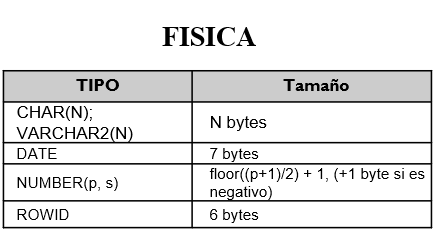 FISICA
TIPO Tamaño
CHAR(N);
VARCHAR2(N)
N bytes
DATE 7 bytes
NUMBER(p, s)
floor((p+1)/2) + 1, (+1 byte si es
negativo)
ROWID 6 bytes